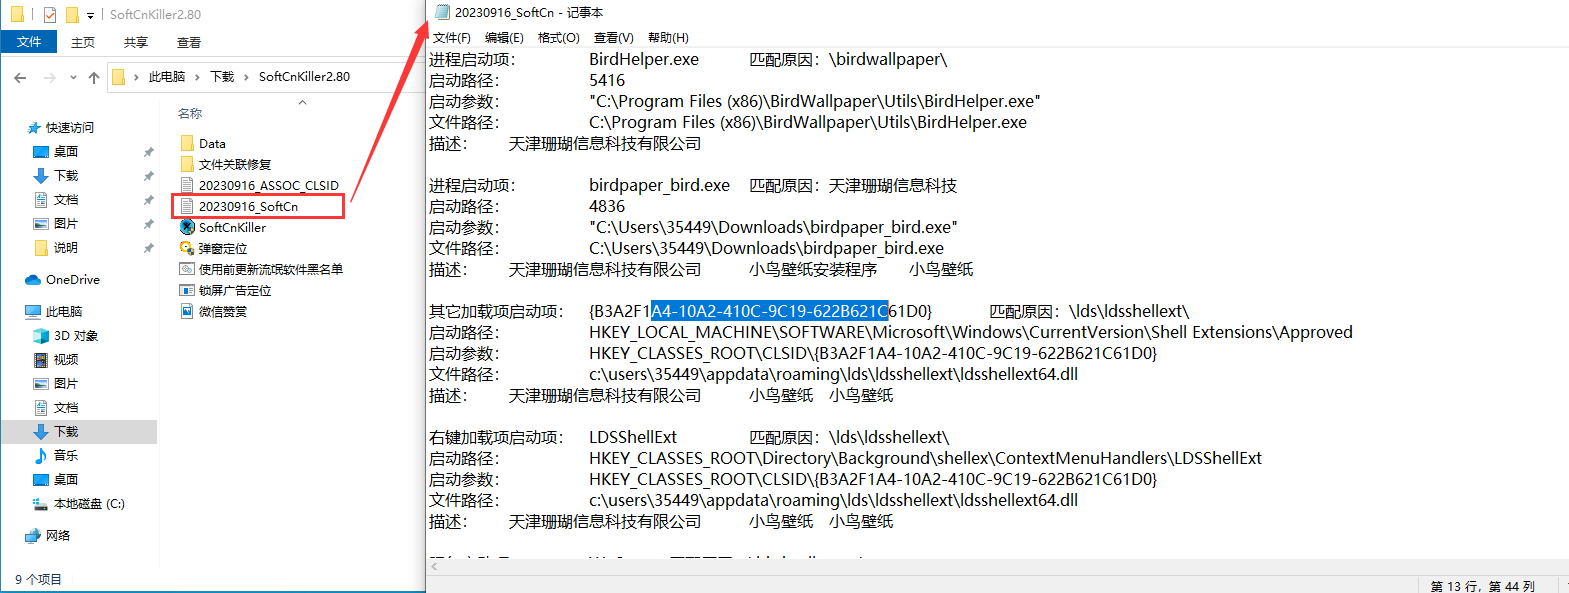 SoftCnKiller2.80
文件 主页 共享 查看
此电脑 下载 SoftCnKiller2.80
名称
快速访问
桌面
下载
文档
图片
说明
OneDrive
此电脑
3D 对象
视频
图片
文档
下载
音乐
桌面
本地磁盘 (C:)
网络
Data
文件关联修复
20230916_ASSOC_CLSID
20230916_SoftCn
SoftCnKiller
弹窗定位
使用前更新流氓软件黑名单
锁屏广告定位
微信赞赏
9 个项目
20230916_SoftCn - 记事本
文件(F) 编辑(E) 格式(O) 查看(V) 帮助(H)
进程启动项: BirdHelper.exe 匹配原因: \birdwallpaper\
启动路径: 5416
启动参数: "C:\Program Files (x86)\BirdWallpaper\Utils\BirdHelper.exe"
文件路径: C:\Program Files (x86)\BirdWallpaper\Utils\BirdHelper.exe
描述: 天津珊瑚信息科技有限公司
进程启动项: birdpaper_bird.exe 匹配原因: 天津珊瑚信息科技
启动路径: 4836
启动参数: "C:\Users\35449\Downloads\birdpaper_bird.exe"
文件路径: C:\Users\35449\Downloads\birdpaper_bird.exe
描述: 天津珊瑚信息科技有限公司 小鸟壁纸安装程序 小鸟壁纸
其它加载项启动项: {B3A2F1A4-10A2-410C-9C19-622B621C61D0} 匹配原因: \lds\ldsshellext\
启动路径: HKEY_LOCAL_MACHINE\SOFTWARE\Microsoft\Windows\CurrentVersion\Shell Extensions\Approved
启动参数: HKEY_CLASSES_ROOT\CLSID\{B3A2F1A4-10A2-410C-9C19-622B621C61D0}
文件路径: c:\users\35449\appdata\roaming\lds\ldsshellext\ldsshellext64.dll
描述: 天津珊瑚信息科技有限公司 小鸟壁纸 小鸟壁纸
右键加载项启动项: LDSShellExt 匹配原因: \lds\ldsshellext\
启动路径: HKEY_CLASSES_ROOT\Directory\Background\shellex\ContextMenuHandlers\LDSShellExt
启动参数: HKEY_CLASSES_ROOT\CLSID\{B3A2F1A4-10A2-410C-9C19-622B621C61D0}
文件路径: c:\users\35449\appdata\roaming\lds\ldsshellext\ldsshellext64.dll
描述: 天津珊瑚信息科技有限公司 小鸟壁纸 小鸟壁纸
第 13 行，第 44 列